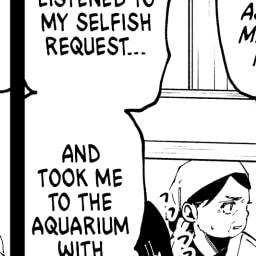 LISTENED TO
MY SELFISH
REQUEST...
AND
TOOK ME
TO THE
AQUARIUM
WITH